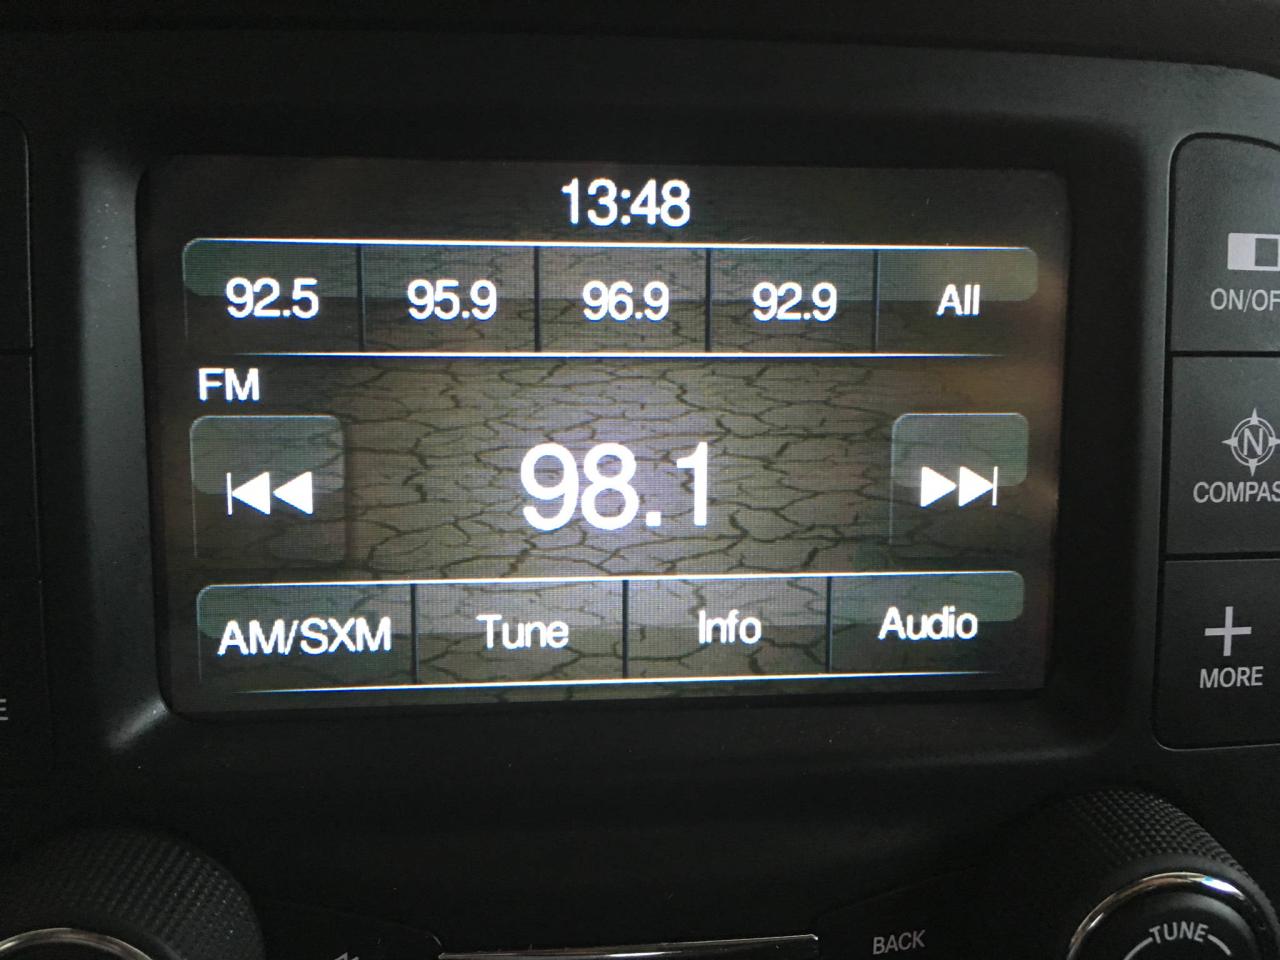 13:48
92.5 95.9 96.9 92.9 All
FM
98.1
AM/SXM Tune Info Audio
ON/OF
N
COMPAS
MORE
E
BACK
TUNE